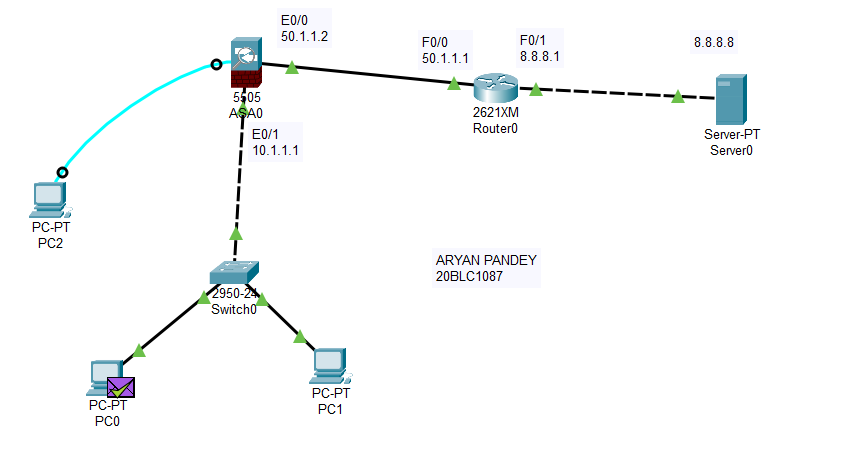 E0/0
50.1.1.2
F0/0
50.1.1.1
F0/1
8.8.8.1
8.8.8.8
5505
ASA0
E0/1
10.1.1.1
2621XM
Router0
Server-PT
Server0
PC-PT
PC2
ARYAN PANDEY
20BLC1087
2950-24
Switch0
PC-PT
PC0
PC-PT
PC1